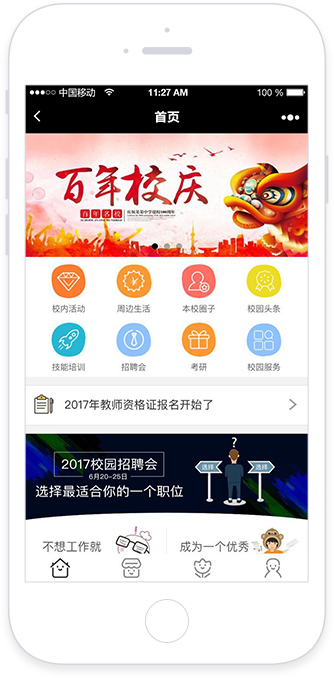 中国移动
11:27 AM
100 %
首页
百年校庆
百年名校
校内活动
周边生活
本校圈子
校园头条
技能培训
招聘会
考研
校园服务
2017年教师资格证报名开始了
2017校园招聘会
6月20-25日
选择最适合你的一个职位
?
选择
选择
不想工作就
成为一个优秀